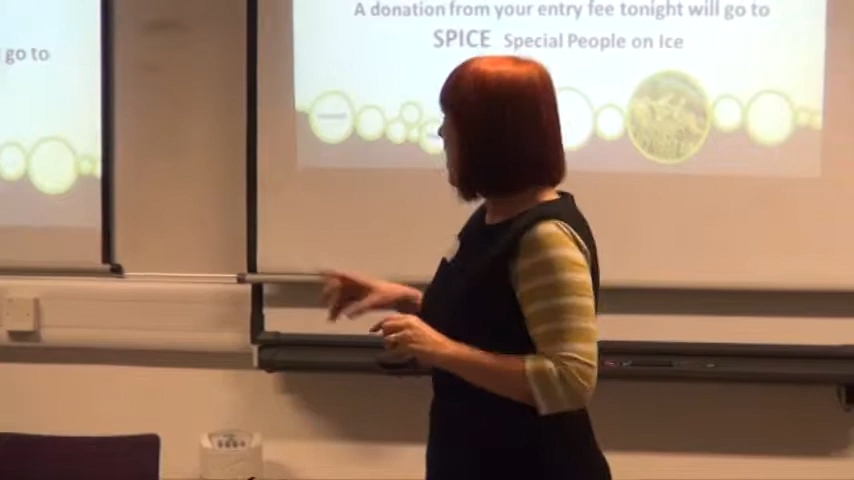 A donation from your entry fee tonight will go to
SPICE Special People on Ice
go to